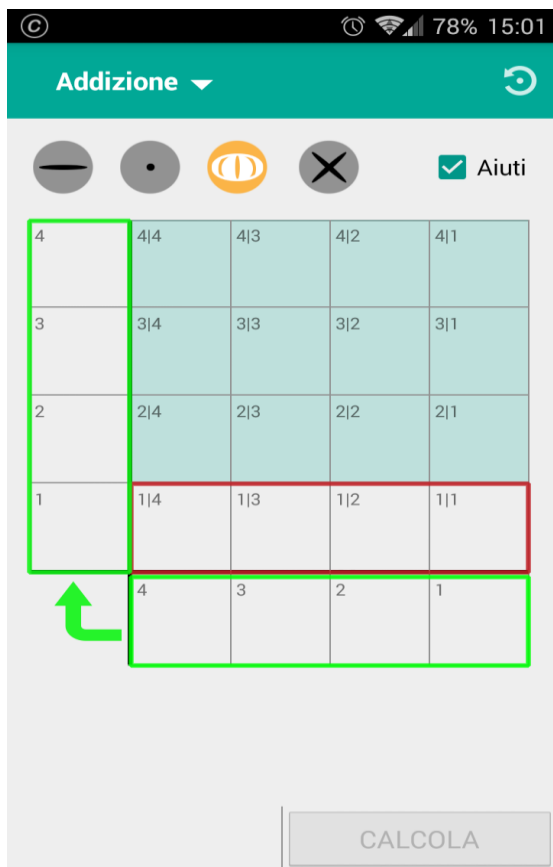 © 78% 15:01
Addizione
Aiuti
4 4|4 4|3 4|2 4|1
3 3|4 3|3 3|2 3|1
2 2|4 2|3 2|2 2|1
1 1|4 1|3 1|2 1|1
4 3 2 1
CALCOLA